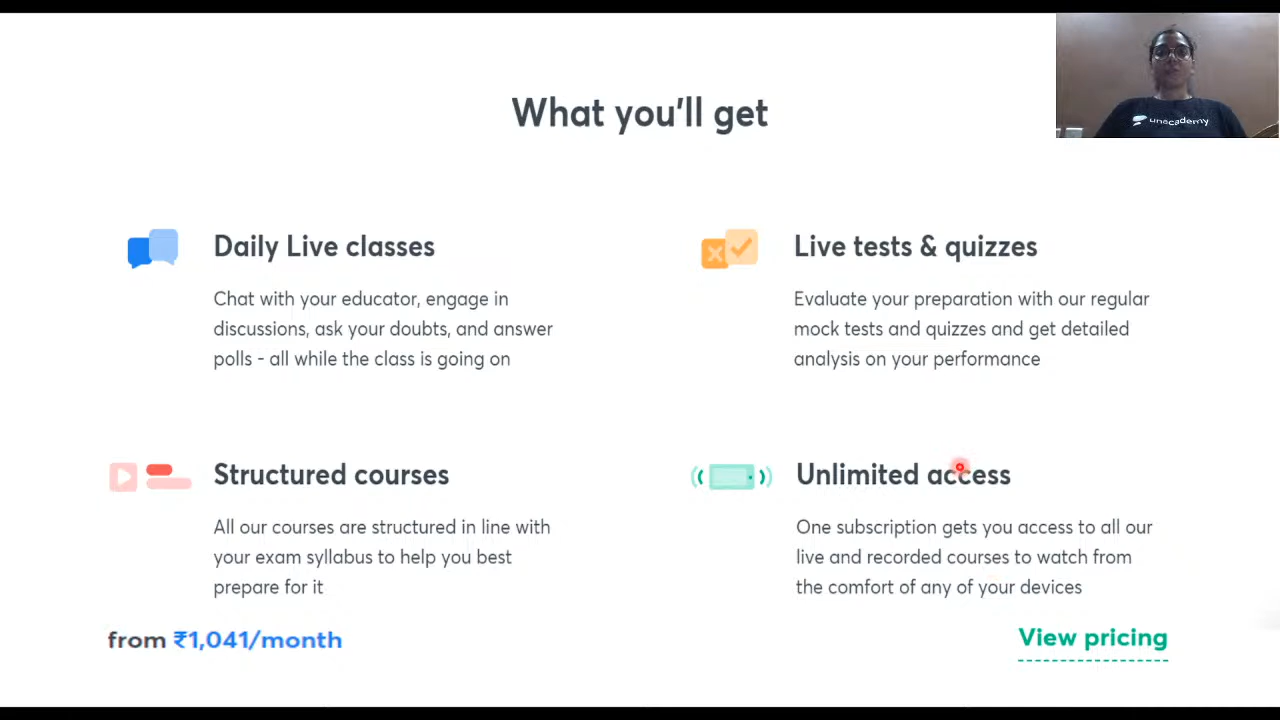 What you'll get
unacademy
Daily Live classes
Chat with your educator, engage in
discussions, ask your doubts, and answer
polls - all while the class is going on
Live tests & quizzes
Evaluate your preparation with our regular
mock tests and quizzes and get detailed
analysis on your performance
Structured courses
All our courses are structured in line with
your exam syllabus to help you best
prepare for it
Unlimited access
One subscription gets you access to all our
live and recorded courses to watch from
the comfort of any of your devices
from ₹1,041/month
View pricing